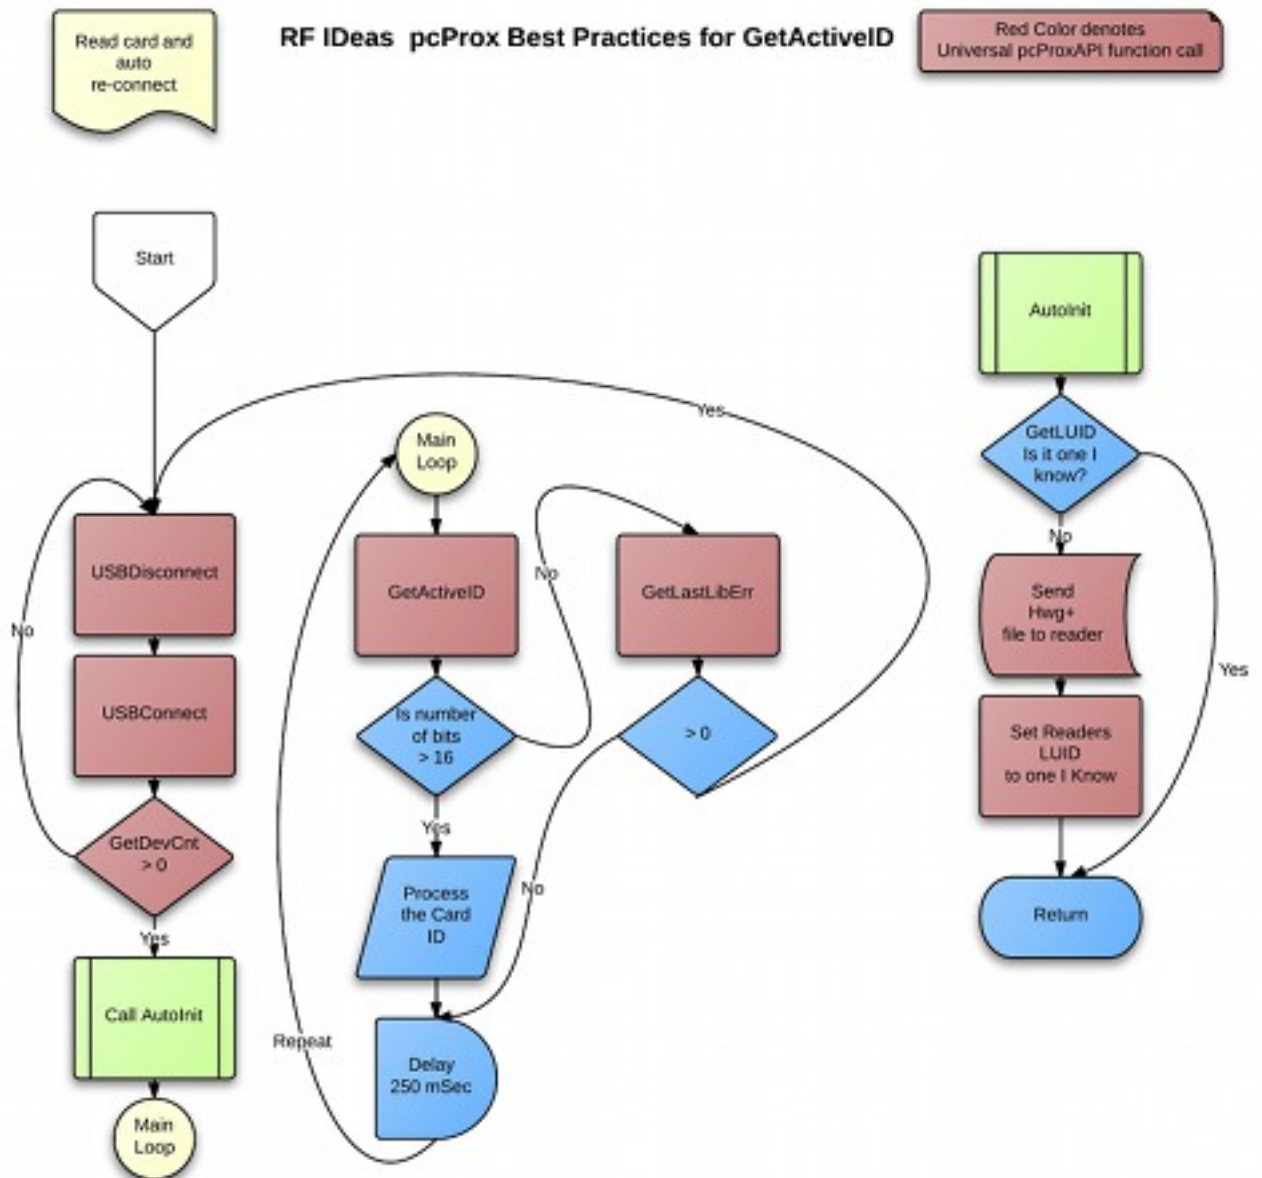 Read card and
auto
re-connect
RF IDeas pcProx Best Practices for GetActiveID
Red Color denotes
Universal pcProxAPI function call
Start
No
USBDisconnect
USBConnect
GetDevCnt
> 0
Yes
Call AutoInit
Main
Loop
Main
Loop
GetActiveID
Is number
of bits
> 16
No
Yes
Process
the Card
ID
Delay
250 mSec
Repeat
GetLastLibErr
> 0
Yes
No
AutoInit
GetLUID
Is it one I
know?
No
Yes
Send
Hwg+
file to reader
Set Readers
LUID
to one I Know
Return